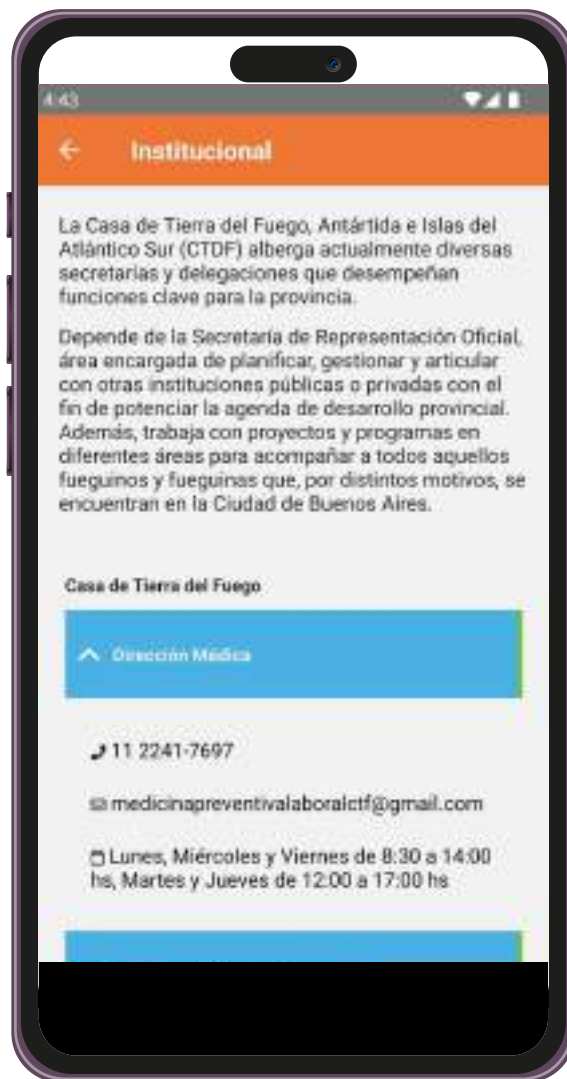 4:43
Institucional
La Casa de Tierra del Fuego, Antártida e Islas del
Atlántico Sur (CTDF) alberga actualmente diversas
secretarias y delegaciones que desempeñan
funciones clave para la provincia.
Depende de la Secretaría de Representación Oficial,
área encargada de planificar, gestionar y articular
con otras instituciones públicas o privadas con el
fin de potenciar la agenda de desarrollo provincial.
Además, trabaja con proyectos y programas en
diferentes áreas para acompañar a todos aquellos
fueguinos y fueguinas que, por distintos motivos, se
encuentran en la Ciudad de Buenos Aires.
Casa de Tierra del Fuego
Dirección Médica
11 2241-7697
medicinapreventivalaboralctf@gmail.com
Lunes, Miércoles y Viernes de 8:30 a 14:00
hs, Martes y Jueves de 12:00 a 17:00 hs